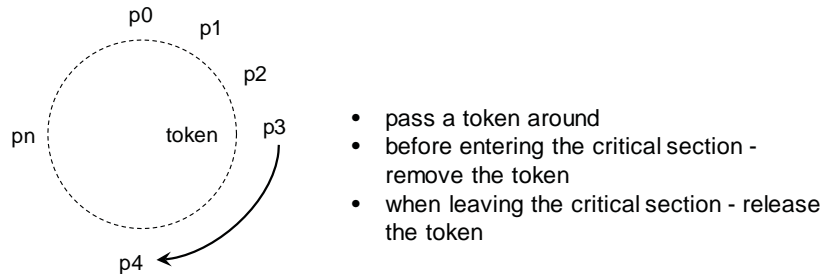 p0
p1
p2
pn
token
p3
p4
• pass a token around
• before entering the critical section -
remove the token
• when leaving the critical section - release
the token